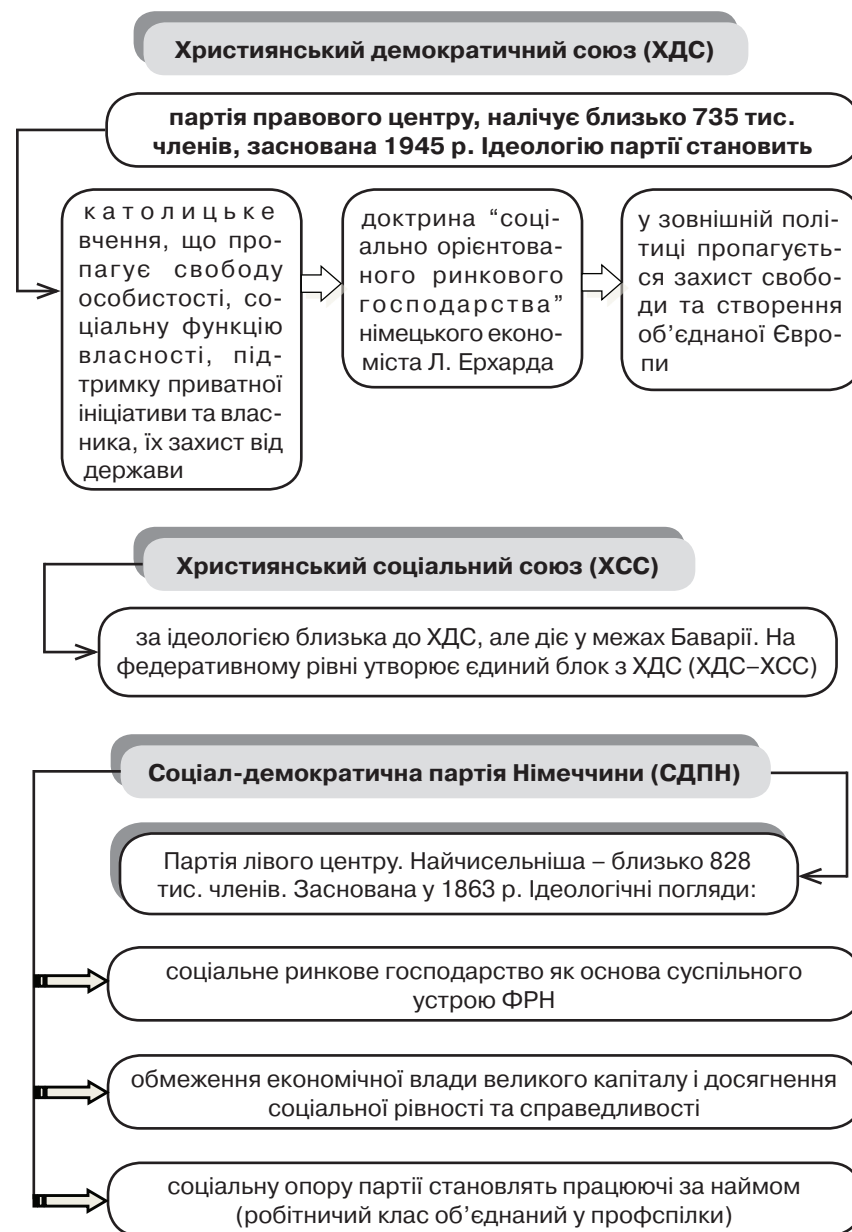 Християнський демократичний союз (ХДС)
партія правового центру, налічує близько 735 тис.
членів, заснована 1945 р. Ідеологію партії становить
католицьке
вчення, що про-
пагує свободу
особистості, со-
ціальну функцію
власності, під-
тримку приватної
ініціативи та влас-
ника, їх захист від
держави
доктрина “соці-
ально орієнтова-
ного ринкового
господарства”
німецького еконо-
міста Л. Ерхарда
у зовнішній полі-
тиці пропагуєть-
ся захист свобо-
ди та створення
об’єднаної Євро-
пи
Християнський соціальний союз (ХСС)
за ідеологією близька до ХДС, але діє у межах Баварії. На
федеративному рівні утворює єдиний блок з ХДС (ХДС–ХСС)
Соціал-демократична партія Німеччини (СДПН)
Партія лівого центру. Найчисельніша – близько 828
тис. членів. Заснована у 1863 р. Ідеологічні погляди:
соціальне ринкове господарство як основа суспільного
устрою ФРН
обмеження економічної влади великого капіталу і досягнення
соціальної рівності та справедливості
соціальну опору партії становлять працюючі за наймом
(робітничий клас об’єднаний у профспілки)